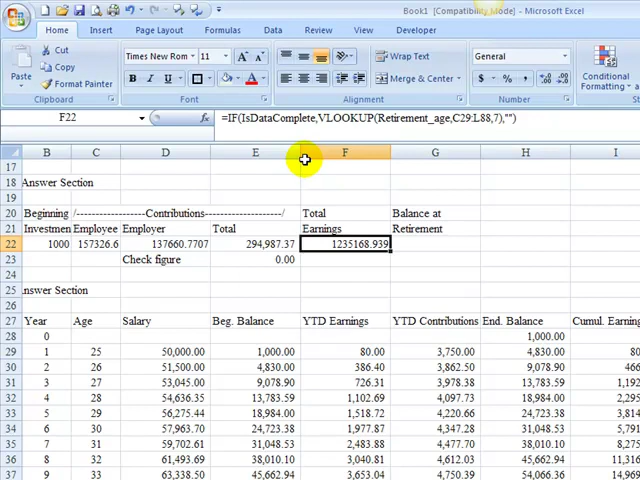 Book1 [Compatibility Mode] - Microsoft Excel
Home Insert Page Layout Formulas Data Review View Developer
Paste Cut Copy Format Painter Times New Rom 11 A A Wrap Text General Conditional
B I U A Merge & Center $ % , .0 .00 .00 .0 Formatting
Clipboard Font Alignment Number
F22 fx =IF(IsDataComplete,VLOOKUP(Retirement_age,C29:L88,7),"")
B C D E F G H I
17
18 Answer Section
19
20 Beginning /------------------Contributions--------------------/ Total Balance at
21 Investmen Employee Employer Total Earnings Retirement
22 1000 157326.6 137660.7707 294,987.37 1235168.939
23 Check figure 0.00
24
25 Answer Section
26
27 Year Age Salary Beg. Balance YTD Earnings YTD Contributions End. Balance Cumul. Earnin
28 0 1,000.00
29 1 25 50,000.00 1,000.00 80.00 3,750.00 4,830.00 80
30 2 26 51,500.00 4,830.00 386.40 3,862.50 9,078.90 466
31 3 27 53,045.00 9,078.90 726.31 3,978.38 13,783.59 1,192
32 4 28 54,636.35 13,783.59 1,102.69 4,097.73 18,984.00 2,295
33 5 29 56,275.44 18,984.00 1,518.72 4,220.66 24,723.38 3,814
34 6 30 57,963.70 24,723.38 1,977.87 4,347.28 31,048.53 5,791
35 7 31 59,702.61 31,048.53 2,483.88 4,477.70 38,010.10 8,275
36 8 32 61,493.69 38,010.10 3,040.81 4,612.03 45,662.94 11,316
37 9 33 63,338.50 45,662.94 3,653.04 4,750.39 54,066.36 14,969